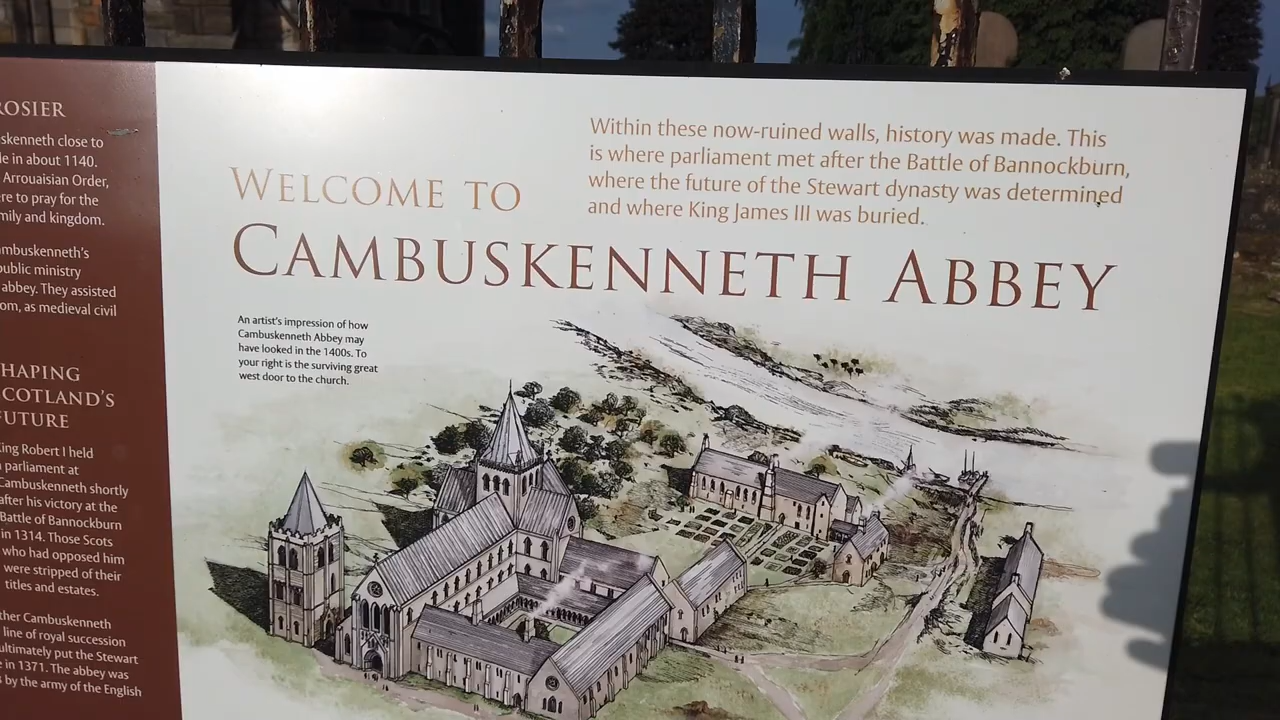 ROSIER
skenneth close to
le in about 1140.
Arrouaisian Order,
re to pray for the
mily and kingdom.
ambuskenneth's
public ministry
abbey. They assisted
om, as medieval civil
HAPING
COTLAND'S
FUTURE
King Robert I held
parliament at
Cambuskenneth shortly
after his victory at the
Battle of Bannockburn
in 1314. Those Scots
who had opposed him
were stripped of their
titles and estates.
ther Cambuskenneth
line of royal succession
ultimately put the Stewart
e in 1371. The abbey was
by the army of the English
Within these now-ruined walls, history was made. This
is where parliament met after the Battle of Bannockburn,
where the future of the Stewart dynasty was determined
and where King James III was buried.
WELCOME TO
CAMBUSKENNETH ABBEY
An artist's impression of how
Cambuskenneth Abbey may
have looked in the 1400s. To
your right is the surviving great
west door to the church.